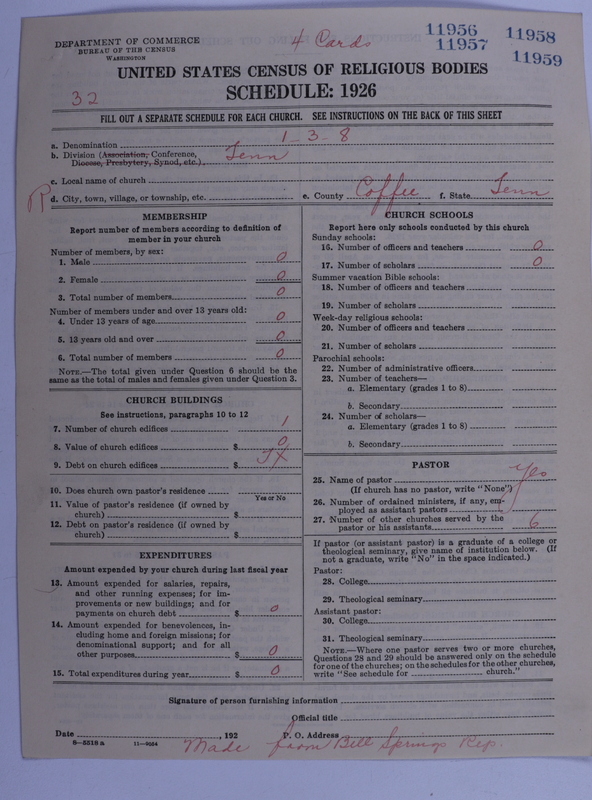 DEPARTMENT OF COMMERCE
BUREAU OF THE CENSUS
WASHINGTON
4 Cards
11956
11957
11958
11959
UNITED STATES CENSUS OF RELIGIOUS BODIES
SCHEDULE: 1926
32
FILL OUT A SEPARATE SCHEDULE FOR EACH CHURCH. SEE INSTRUCTIONS ON THE BACK OF THIS SHEET
a. Denomination 1-3-8
b. Division (Association, Conference,
Diocese, Presbytery, Synod, etc.) Tenn
c. Local name of church
R d. City, town, village, or township, etc. e. County Coffee f. State Tenn
MEMBERSHIP
Report number of members according to definition of
member in your church
Number of members, by sex:
1. Male 0
2. Female 0
3. Total number of members 0
Number of members under and over 13 years old:
4. Under 13 years of age 0
5. 13 years old and over 0
6. Total number of members 0
NOTE.—The total given under Question 6 should be the
same as the total of males and females given under Question 3.
CHURCH BUILDINGS
See instructions, paragraphs 10 to 12
7. Number of church edifices 1
8. Value of church edifices $ 0
9. Debt on church edifices $
10. Does church own pastor's residence
Yes or No
11. Value of pastor's residence (if owned by
church) $
12. Debt on pastor's residence (if owned by
church) $
EXPENDITURES
Amount expended by your church during last fiscal year
13. Amount expended for salaries, repairs,
and other running expenses; for im-
provements or new buildings; and for
payments on church debt $ 0
14. Amount expended for benevolences, in-
cluding home and foreign missions; for
denominational support; and for all
other purposes $ 0
15. Total expenditures during year $ 0
CHURCH SCHOOLS
Report here only schools conducted by this church
Sunday schools:
16. Number of officers and teachers 0
17. Number of scholars 0
Summer vacation Bible schools:
18. Number of officers and teachers
19. Number of scholars
Week-day religious schools:
20. Number of officers and teachers
21. Number of scholars
Parochial schools:
22. Number of administrative officers
23. Number of teachers—
a. Elementary (grades 1 to 8)
b. Secondary
24. Number of scholars—
a. Elementary (grades 1 to 8)
b. Secondary
PASTOR
25. Name of pastor Yes
(If church has no pastor, write "None")
26. Number of ordained ministers, if any, em-
ployed as assistant pastors
27. Number of other churches served by the
pastor or his assistants 6
If pastor (or assistant pastor) is a graduate of a college or
theological seminary, give name of institution below. (If
not a graduate, write "No" in the space indicated.)
Pastor:
28. College
29. Theological seminary
Assistant pastor:
30. College
31. Theological seminary
NOTE.—Where one pastor serves two or more churches,
Questions 28 and 29 should be answered only on the schedule
for one of the churches; on the schedules for the other churches,
write "See schedule for church."
Signature of person furnishing information
Official title
Date , 192 P. O. Address
8—5318 a 11—9664
Made from Bell Springs Rep.